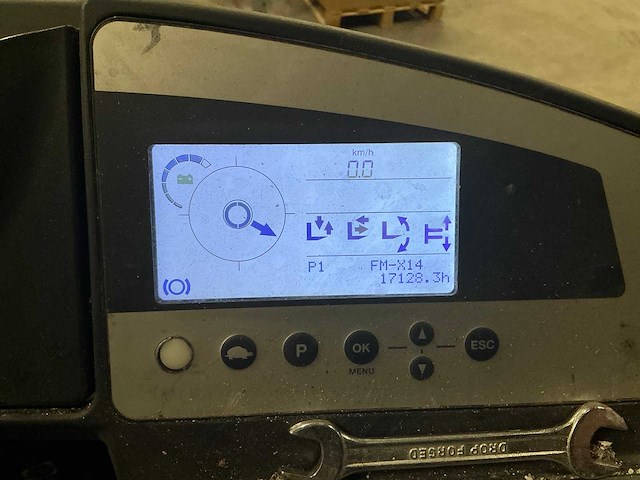 km/h
0.0
P1 FM-X14
17128.3h
P
OK
MENU
ESC
DROP FORGED